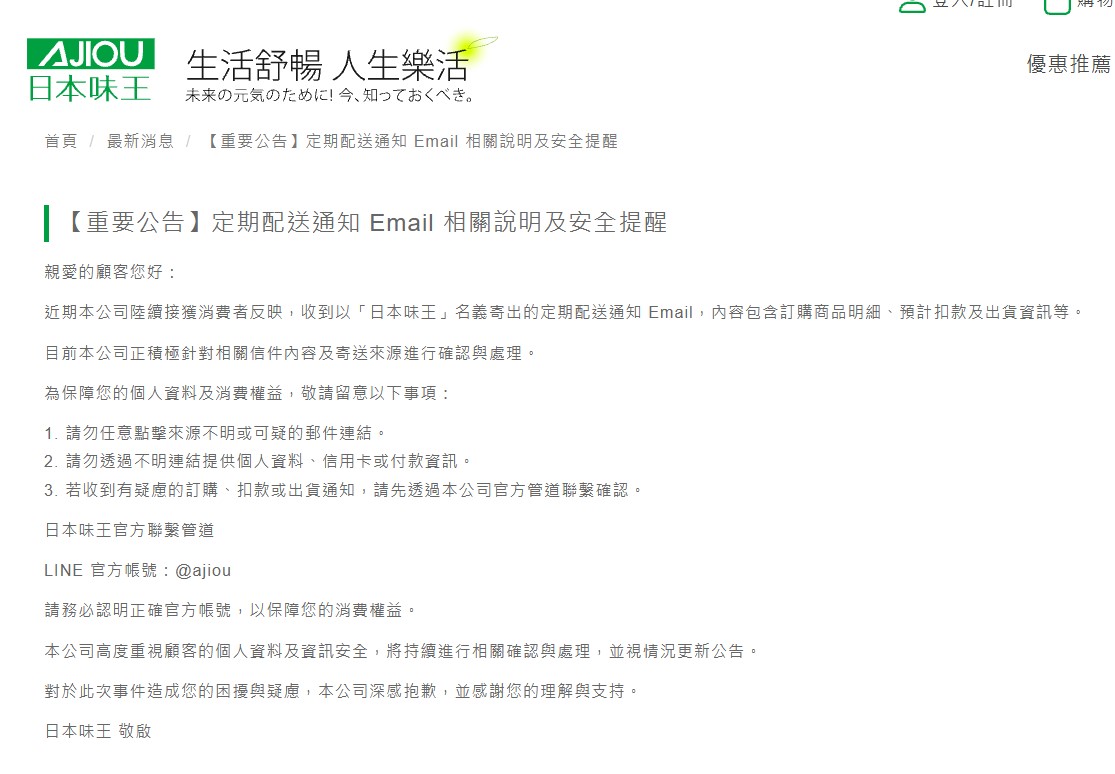 登入/註冊
購物
AJIOU
日本味王
生活舒暢 人生樂活
未来の元気のために! 今、知っておくべき。
優惠推薦
首頁 / 最新消息 / 【重要公告】定期配送通知 Email 相關說明及安全提醒
【重要公告】定期配送通知 Email 相關說明及安全提醒
親愛的顧客您好：
近期本公司陸續接獲消費者反映，收到以「日本味王」名義寄出的定期配送通知 Email，內容包含訂購商品明細、預計扣款及出貨資訊等。
目前本公司正積極針對相關信件內容及寄送來源進行確認與處理。
為保障您的個人資料及消費權益，敬請留意以下事項：
1. 請勿任意點擊來源不明或可疑的郵件連結。
2. 請勿透過不明連結提供個人資料、信用卡或付款資訊。
3. 若收到有疑慮的訂購、扣款或出貨通知，請先透過本公司官方管道聯繫確認。
日本味王官方聯繫管道
LINE 官方帳號：@ajiou
請務必認明正確官方帳號，以保障您的消費權益。
本公司高度重視顧客的個人資料及資訊安全，將持續進行相關確認與處理，並視情況更新公告。
對於此次事件造成您的困擾與疑慮，本公司深感抱歉，並感謝您的理解與支持。
日本味王 敬啟